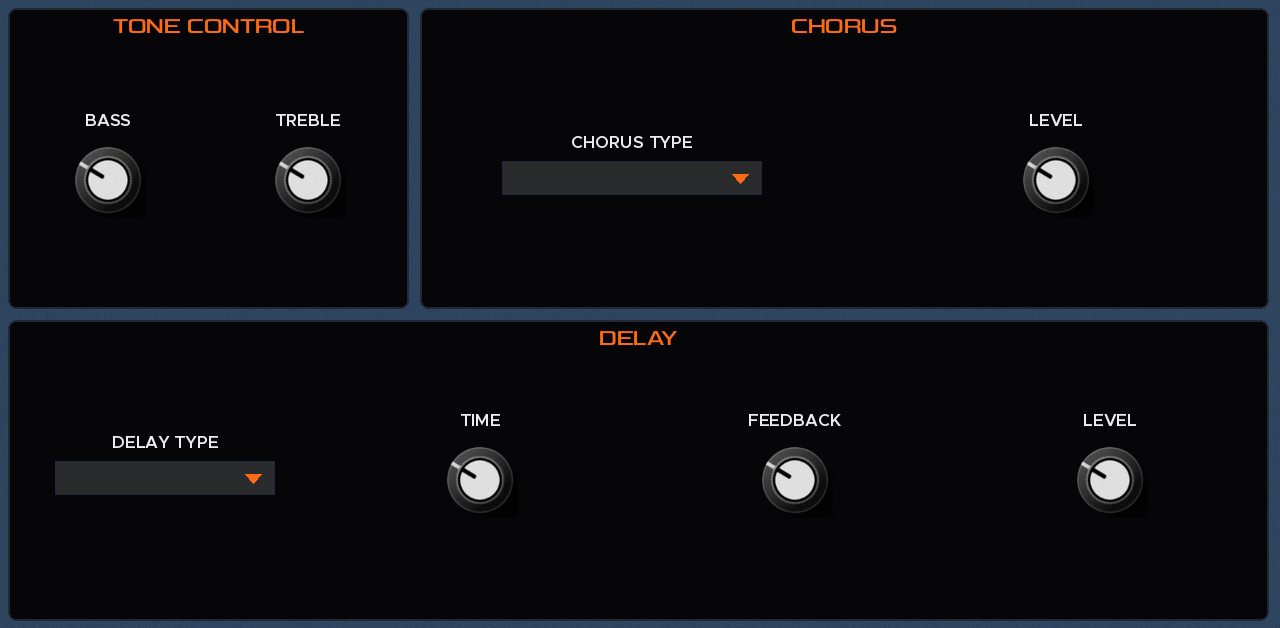 TONE CONTROL
CHORUS
BASS
TREBLE
CHORUS TYPE
LEVEL
DELAY
DELAY TYPE
TIME
FEEDBACK
LEVEL